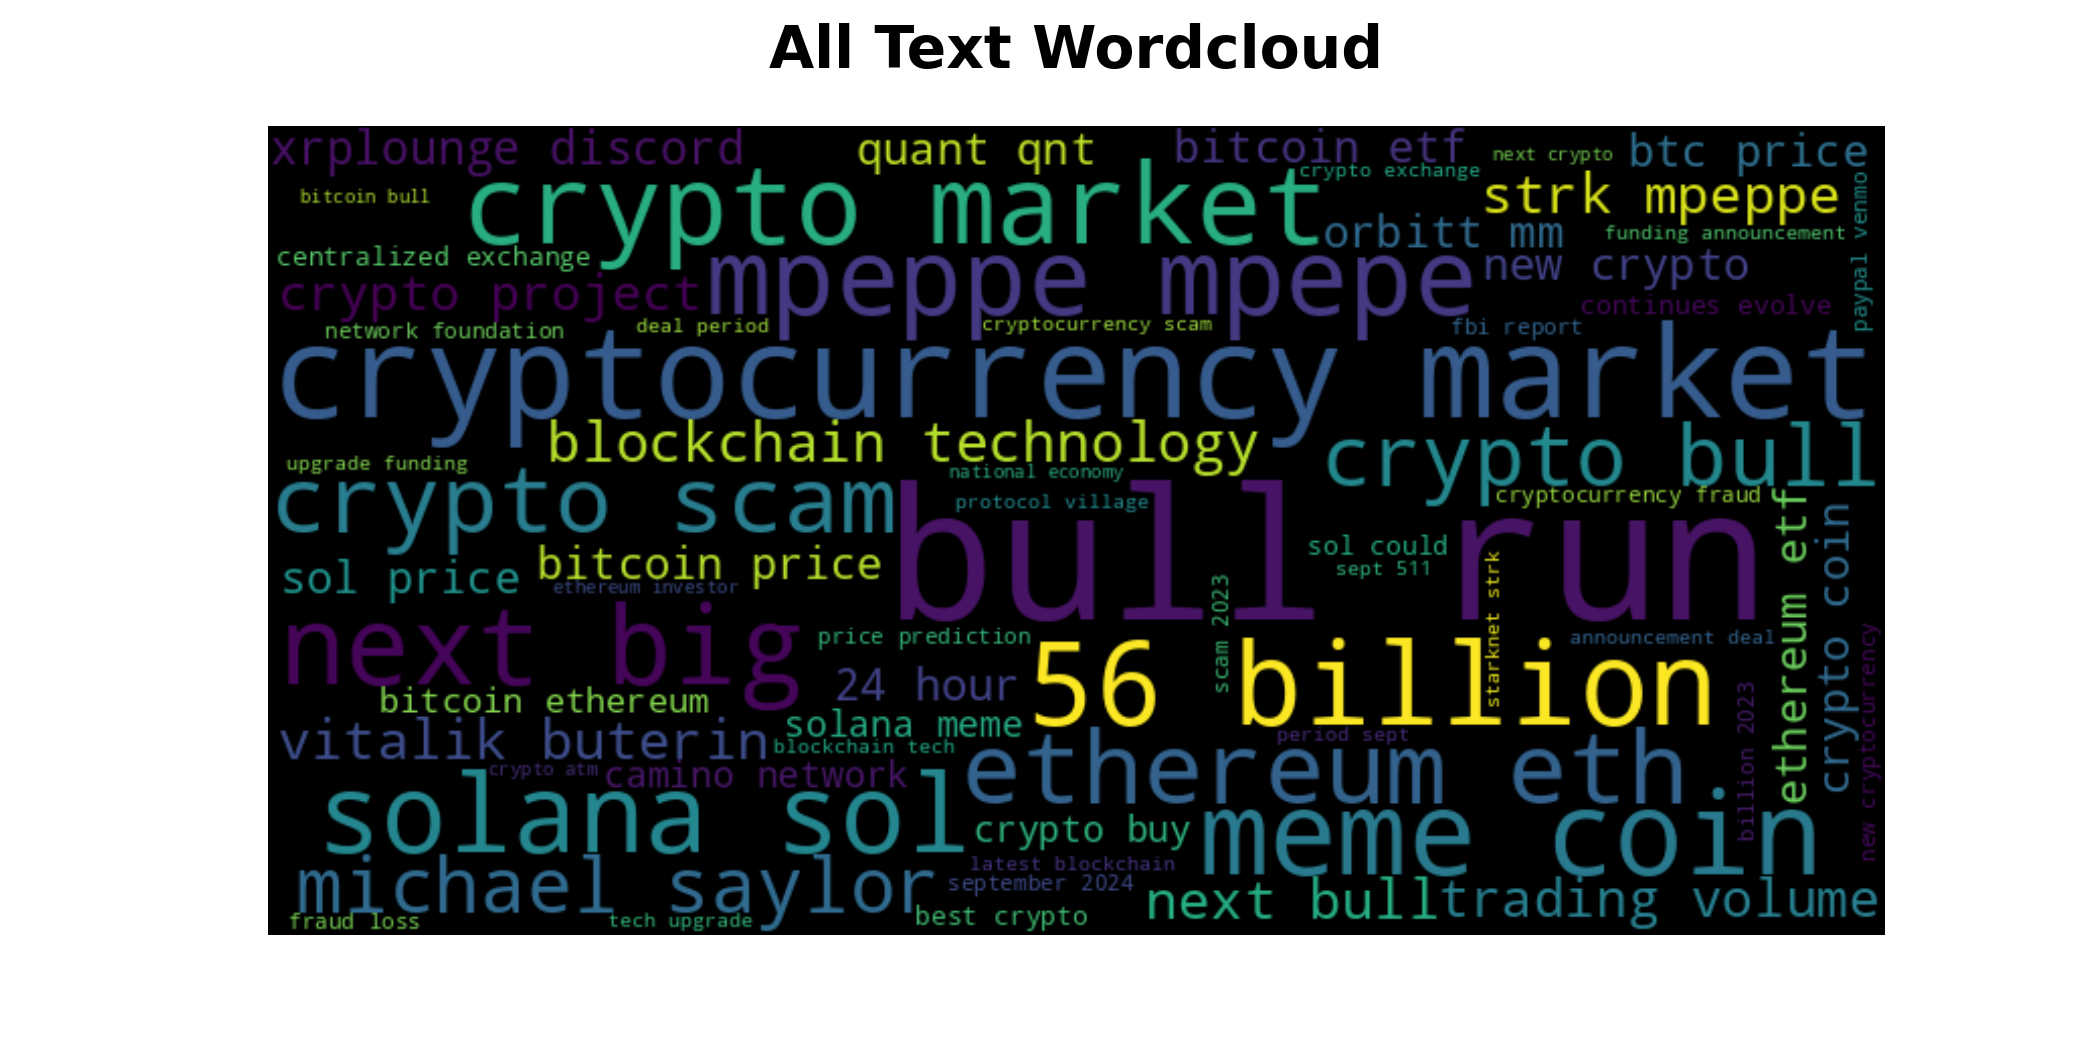 All Text Wordcloud
xrplounge discord
quant qnt
bitcoin etf
next crypto
btc price
crypto exchange
bitcoin bull
crypto market
strk mpeppe
paypal venmo
orbitt mm
funding announcement
centralized exchange
mpeppe mpepe
new crypto
crypto project
continues evolve
network foundation
deal period
cryptocurrency scam
fbi report
cryptocurrency market
blockchain technology
crypto bull
upgrade funding
national economy
crypto scam
protocol village
cryptocurrency fraud
bull run
sol could
sept 511
sol price
bitcoin price
ethereum investor
scam 2023
starknet strk
ethereum etf
crypto coin
next big
price prediction
56 billion
announcement deal
new cryptocurrency
24 hour
bitcoin ethereum
billion 2023
vitalik buterin
solana meme
blockchain tech
period sept
ethereum eth
crypto atm
camino network
solana sol
crypto buy
meme coin
latest blockchain
michael saylor
september 2024
next bull
trading volume
fraud loss
tech upgrade
best crypto